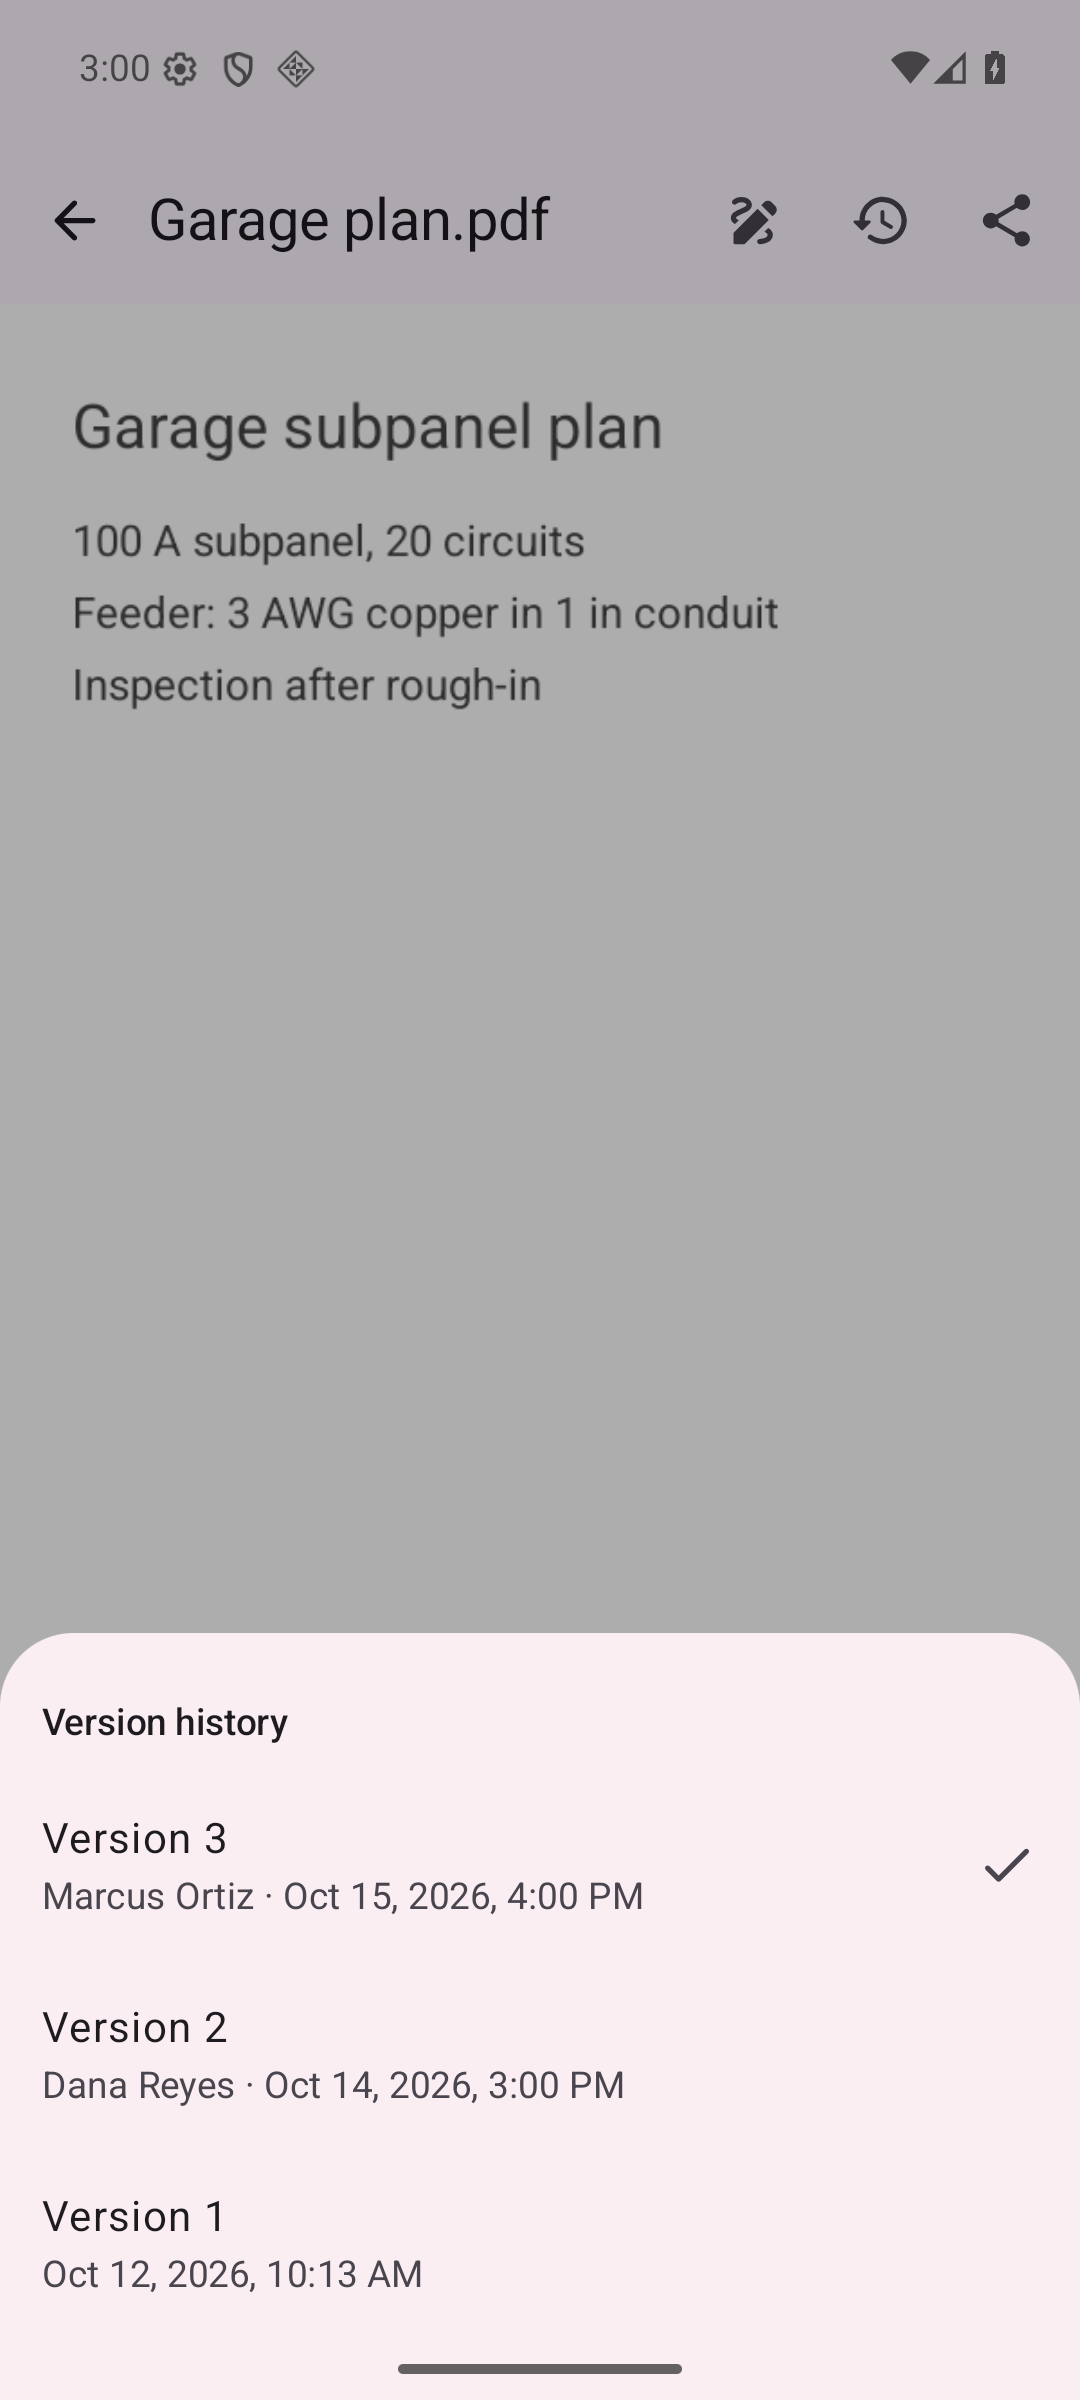 3:00
Garage plan.pdf
Garage subpanel plan
100 A subpanel, 20 circuits
Feeder: 3 AWG copper in 1 in conduit
Inspection after rough-in
Version history
Version 3
Marcus Ortiz · Oct 15, 2026, 4:00 PM
Version 2
Dana Reyes · Oct 14, 2026, 3:00 PM
Version 1
Oct 12, 2026, 10:13 AM